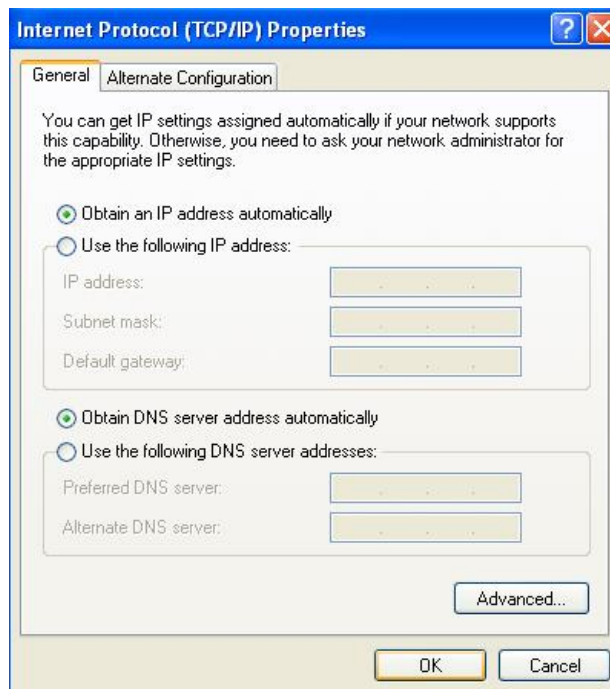 Internet Protocol (TCP/IP) Properties
General
Alternate Configuration
You can get IP settings assigned automatically if your network supports
this capability. Otherwise, you need to ask your network administrator for
the appropriate IP settings.
Obtain an IP address automatically
Use the following IP address:
IP address:
Subnet mask:
Default gateway:
Obtain DNS server address automatically
Use the following DNS server addresses:
Preferred DNS server:
Alternate DNS server:
Advanced...
OK
Cancel